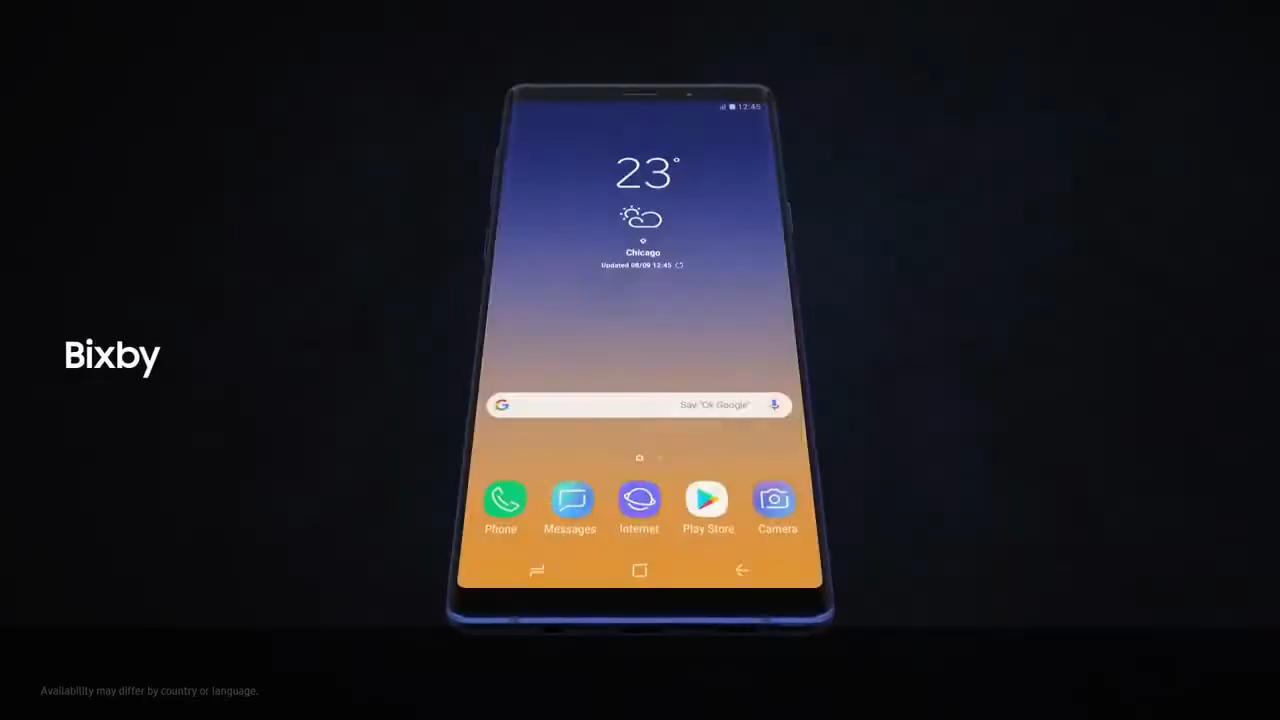 12:45
23°
Chicago
Updated 08/09 12:45
Bixby
Say "Ok Google"
Phone
Messages
Internet
Play Store
Camera
Availability may differ by country or language.